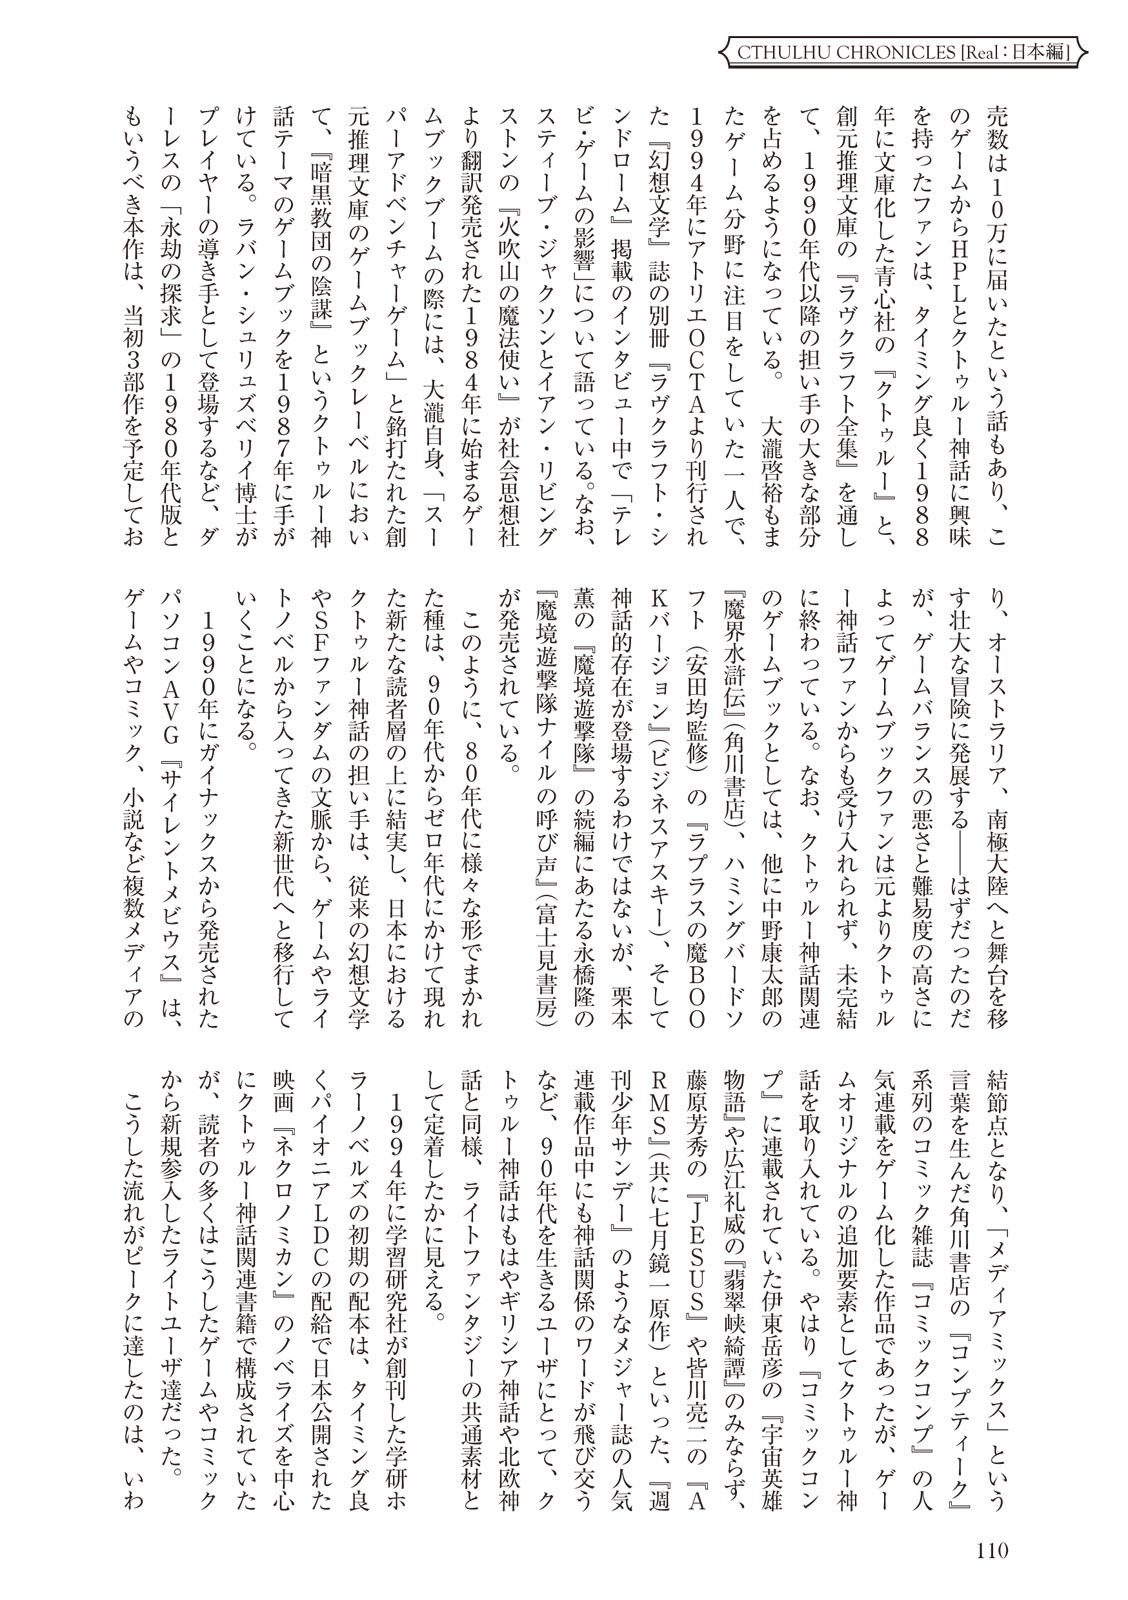 CTHULHU CHRONICLES [Real：日本編]
売数は１０万に届いたという話もあり、こ
のゲームからＨＰＬとクトゥルー神話に興味
を持ったファンは、タイミング良く１９８８
年に文庫化した青心社の『クトゥルー』と、
創元推理文庫の『ラヴクラフト全集』を通し
て、１９９０年代以降の担い手の大きな部分
を占めるようになっている。　大瀧啓裕もま
たゲーム分野に注目をしていた一人で、
１９９４年にアトリエＯＣＴＡより刊行され
た『幻想文学』誌の別冊『ラヴクラフト・シ
ンドローム』掲載のインタビュー中で「テレ
ビ・ゲームの影響」について語っている。なお、
スティーブ・ジャクソンとイアン・リビング
ストンの『火吹山の魔法使い』が社会思想社
より翻訳発売された１９８４年に始まるゲー
ムブックブームの際には、大瀧自身、「スー
パーアドベンチャーゲーム」と銘打たれた創
元推理文庫のゲームブックレーベルにおい
て、『暗黒教団の陰謀』というクトゥルー神
話テーマのゲームブックを１９８７年に手が
けている。ラバン・シュリュズベリイ博士が
プレイヤーの導き手として登場するなど、ダ
ーレスの「永劫の探求」の１９８０年代版と
もいうべき本作は、当初３部作を予定してお
り、オーストラリア、南極大陸へと舞台を移
す壮大な冒険に発展する――はずだったのだ
が、ゲームバランスの悪さと難易度の高さに
よってゲームブックファンは元よりクトゥル
ー神話ファンからも受け入れられず、未完結
に終わっている。なお、クトゥルー神話関連
のゲームブックとしては、他に中野康太郎の
『魔界水滸伝』（角川書店）、ハミングバードソ
フト（安田均監修）の『ラプラスの魔ＢＯＯ
Ｋバージョン』（ビジネスアスキー）、そして
神話的存在が登場するわけではないが、栗本
薫の『魔境遊撃隊』の続編にあたる永橋隆の
『魔境遊撃隊ナイルの呼び声』（富士見書房）
が発売されている。
　このように、８０年代に様々な形でまかれ
た種は、９０年代からゼロ年代にかけて現れ
た新たな読者層の上に結実し、日本における
クトゥルー神話の担い手は、従来の幻想文学
やＳＦファンダムの文脈から、ゲームやライ
トノベルから入ってきた新世代へと移行して
いくことになる。
　１９９０年にガイナックスから発売された
パソコンＡＶＧ『サイレントメビウス』は、
ゲームやコミック、小説など複数メディアの
結節点となり、「メディアミックス」という
言葉を生んだ角川書店の『コンプティーク』
系列のコミック雑誌『コミックコンプ』の人
気連載をゲーム化した作品であったが、ゲー
ムオリジナルの追加要素としてクトゥルー神
話を取り入れている。やはり『コミックコン
プ』に連載されていた伊東岳彦の『宇宙英雄
物語』や広江礼威の『翡翠峡綺譚』のみならず、
藤原芳秀の『ＪＥＳＵＳ』や皆川亮二の『Ａ
ＲＭＳ』（共に七月鏡一原作）といった、『週
刊少年サンデー』のようなメジャー誌の人気
連載作品中にも神話関係のワードが飛び交う
など、９０年代を生きるユーザにとって、ク
トゥルー神話はもはやギリシア神話や北欧神
話と同様、ライトファンタジーの共通素材と
して定着したかに見える。
　１９９４年に学習研究社が創刊した学研ホ
ラーノベルズの初期の配本は、タイミング良
くパイオニアＬＤＣの配給で日本公開された
映画『ネクロノミカン』のノベライズを中心
にクトゥルー神話関連書籍で構成されていた
が、読者の多くはこうしたゲームやコミック
から新規参入したライトユーザ達だった。
　こうした流れがピークに達したのは、いわ
110